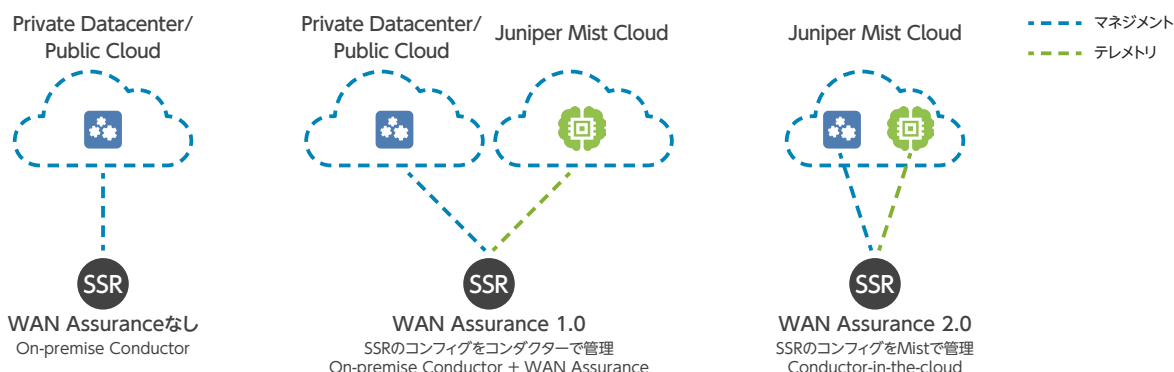 Private Datacenter/
Public Cloud
SSR
WAN Assuranceなし
On-premise Conductor
Private Datacenter/
Public Cloud
Juniper Mist Cloud
SSR
WAN Assurance 1.0
SSRのコンフィグをコンダクターで管理
On-premise Conductor + WAN Assurance
Juniper Mist Cloud
SSR
WAN Assurance 2.0
SSRのコンフィグをMistで管理
Conductor-in-the-cloud
マネジメント
テレメトリ